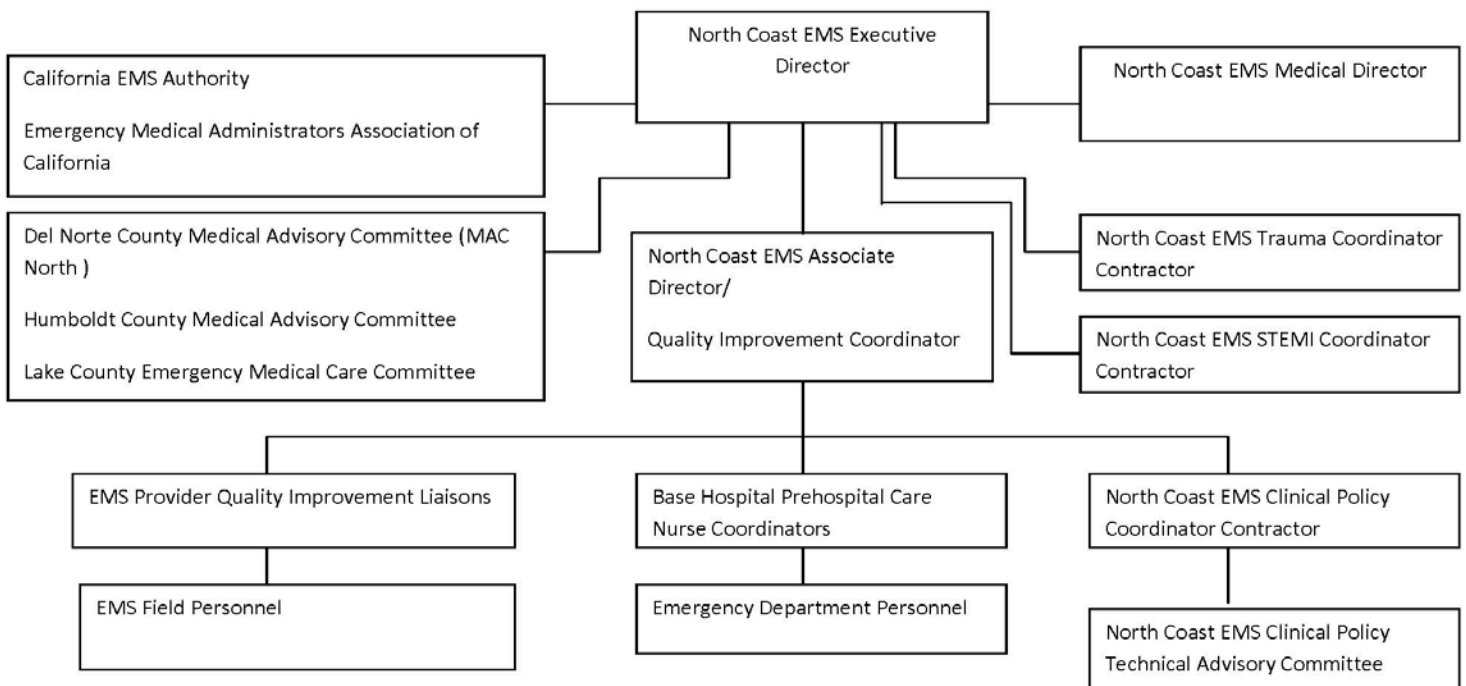 North Coast EMS Executive
Director
California EMS Authority
Emergency Medical Administrators Association of
California
North Coast EMS Medical Director
Del Norte County Medical Advisory Committee (MAC
North )
Humboldt County Medical Advisory Committee
Lake County Emergency Medical Care Committee
North Coast EMS Associate
Director/
Quality Improvement Coordinator
North Coast EMS Trauma Coordinator
Contractor
North Coast EMS STEMI Coordinator
Contractor
EMS Provider Quality Improvement Liaisons
Base Hospital Prehospital Care
Nurse Coordinators
North Coast EMS Clinical Policy
Coordinator Contractor
EMS Field Personnel
Emergency Department Personnel
North Coast EMS Clinical Policy
Technical Advisory Committee